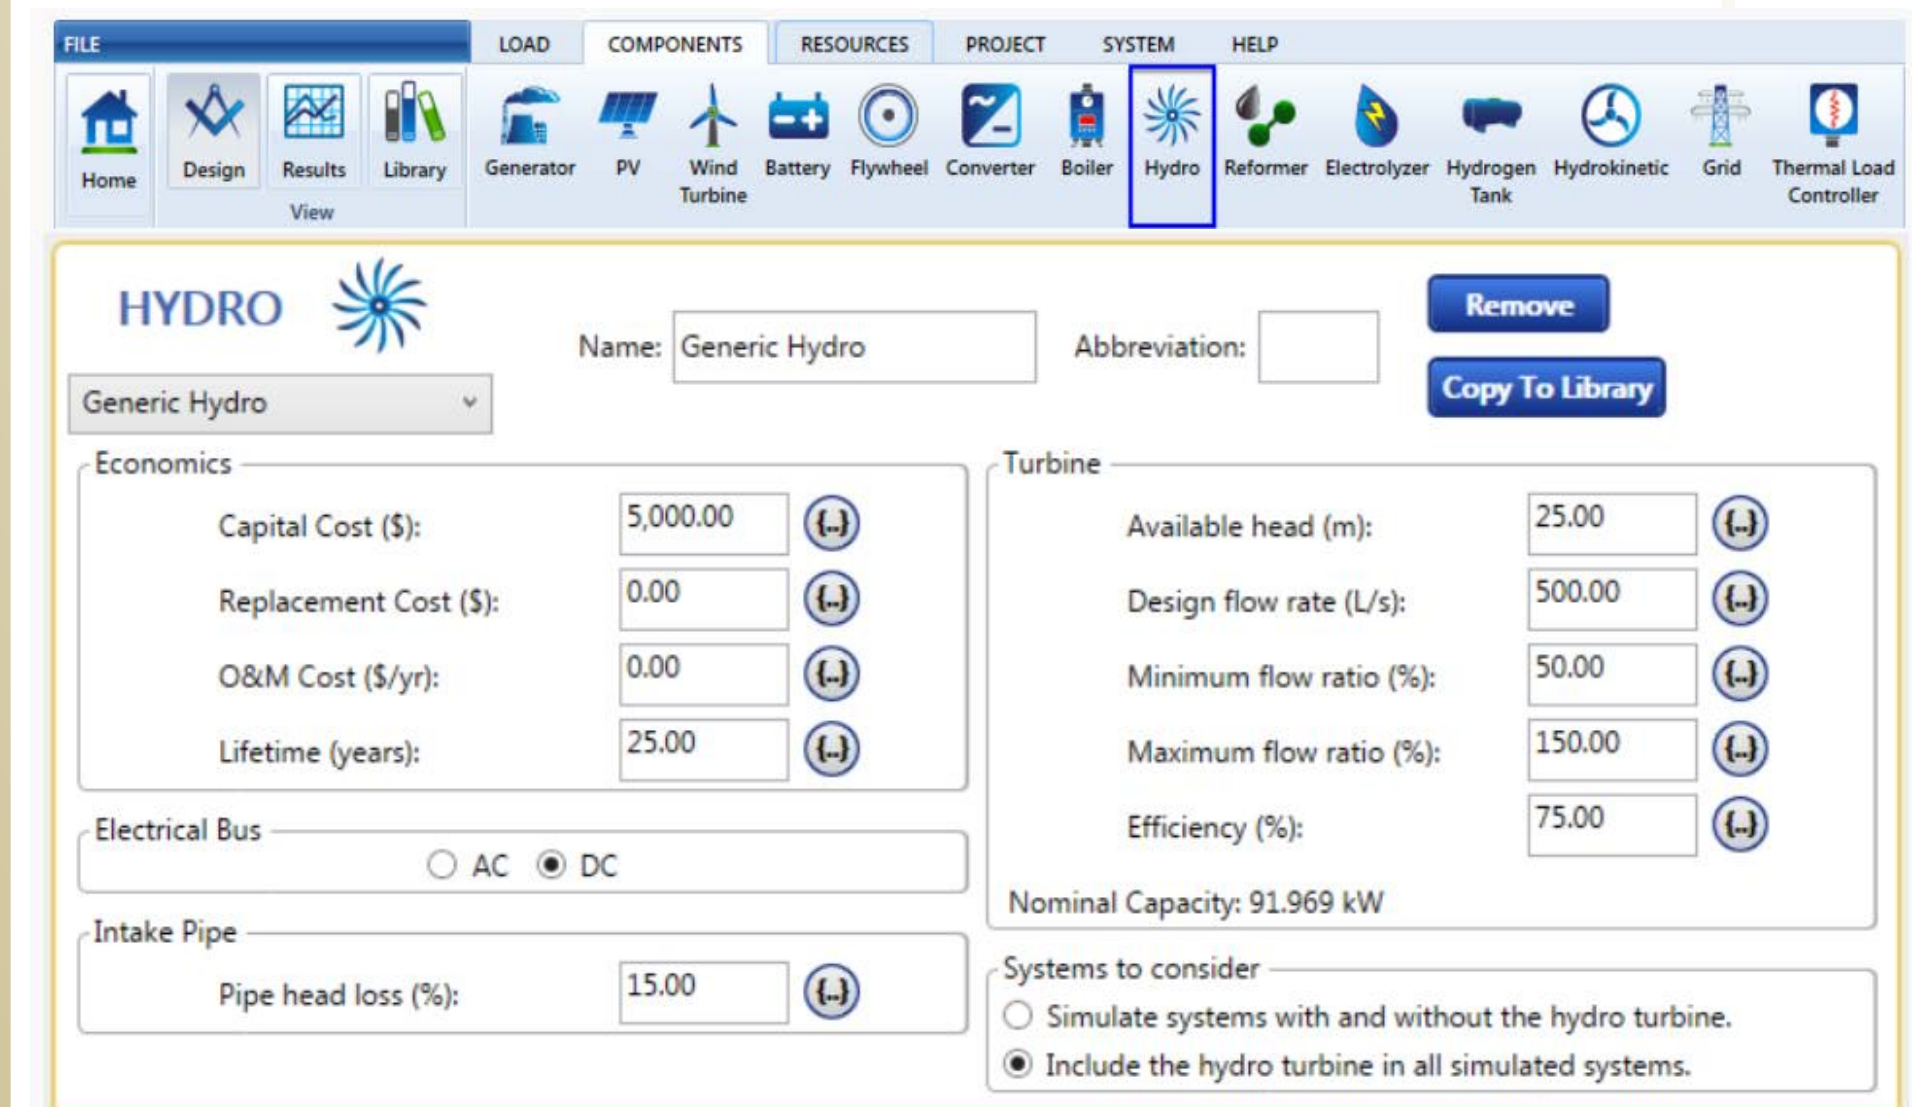 FILE LOAD COMPONENTS RESOURCES PROJECT SYSTEM HELP
Home Design Results Library Generator PV Wind Turbine Battery Flywheel Converter Boiler Hydro Reformer Electrolyzer Hydrogen Tank Hydrokinetic Grid Thermal Load Controller
View
HYDRO
Name: Generic Hydro Abbreviation:
Remove
Copy To Library
Generic Hydro
Economics
Capital Cost ($): 5,000.00 {..}
Replacement Cost ($): 0.00 {..}
O&M Cost ($/yr): 0.00 {..}
Lifetime (years): 25.00 {..}
Electrical Bus
AC DC
Intake Pipe
Pipe head loss (%): 15.00 {..}
Turbine
Available head (m): 25.00 {..}
Design flow rate (L/s): 500.00 {..}
Minimum flow ratio (%): 50.00 {..}
Maximum flow ratio (%): 150.00 {..}
Efficiency (%): 75.00 {..}
Nominal Capacity: 91.969 kW
Systems to consider
Simulate systems with and without the hydro turbine.
Include the hydro turbine in all simulated systems.